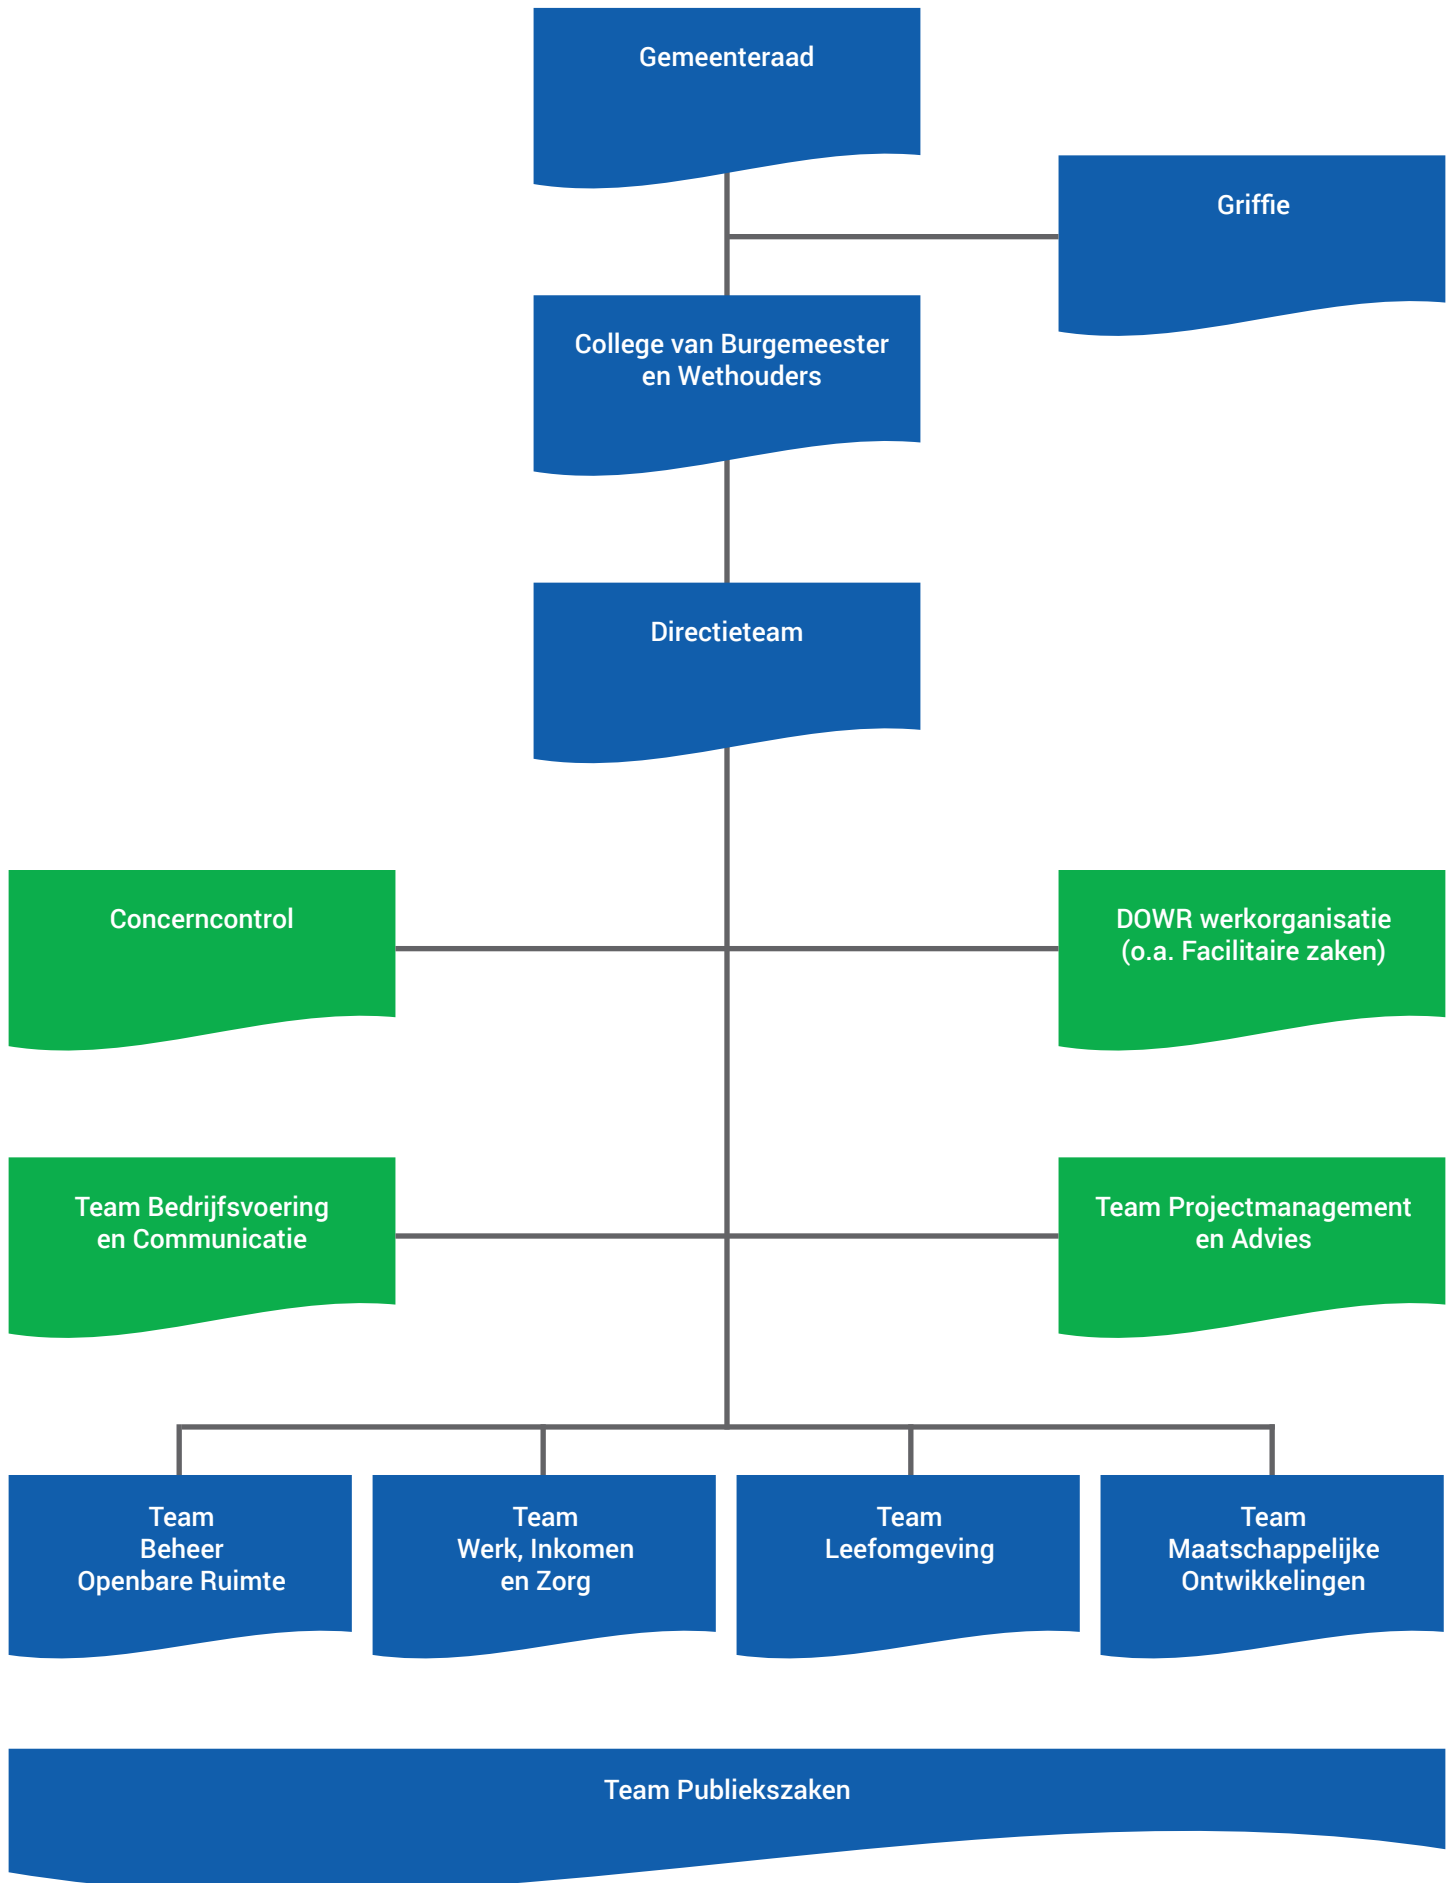 Gemeenteraad
Griffie
College van Burgemeester
en Wethouders
Directieteam
Concerncontrol
DOWR werkorganisatie
(o.a. Facilitaire zaken)
Team Bedrijfsvoering
en Communicatie
Team Projectmanagement
en Advies
Team
Beheer
Openbare Ruimte
Team
Werk, Inkomen
en Zorg
Team
Leefomgeving
Team
Maatschappelijke
Ontwikkelingen
Team Publiekszaken